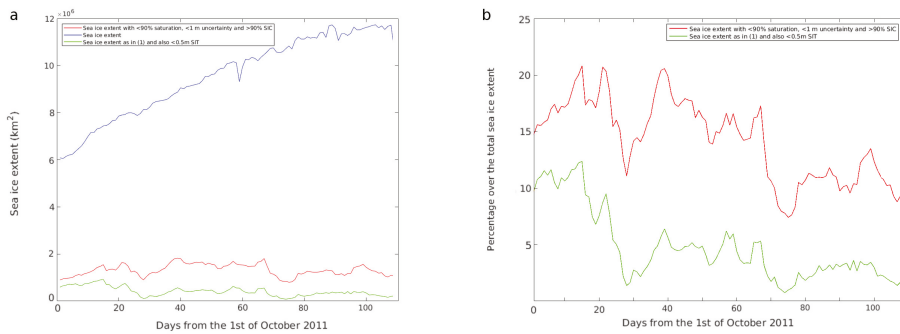 a
b
×10⁶
Sea ice extent with <90% saturation, <1 m uncertainty and >90% SIC
Sea ice extent
Sea ice extent as in (1) and also <0.5m SIT
12
10
8
6
4
2
0
Sea ice extent (km²)
0 20 40 60 80 100
Days from the 1st of October 2011
Sea ice extent with <90% saturation, <1 m uncertainty and >90% SIC
Sea ice extent as in (1) and also <0.5m SIT
25
20
15
10
5
Percentage over the total sea ice extent
0 20 40 60 80 100
Days from the 1st of October 2011